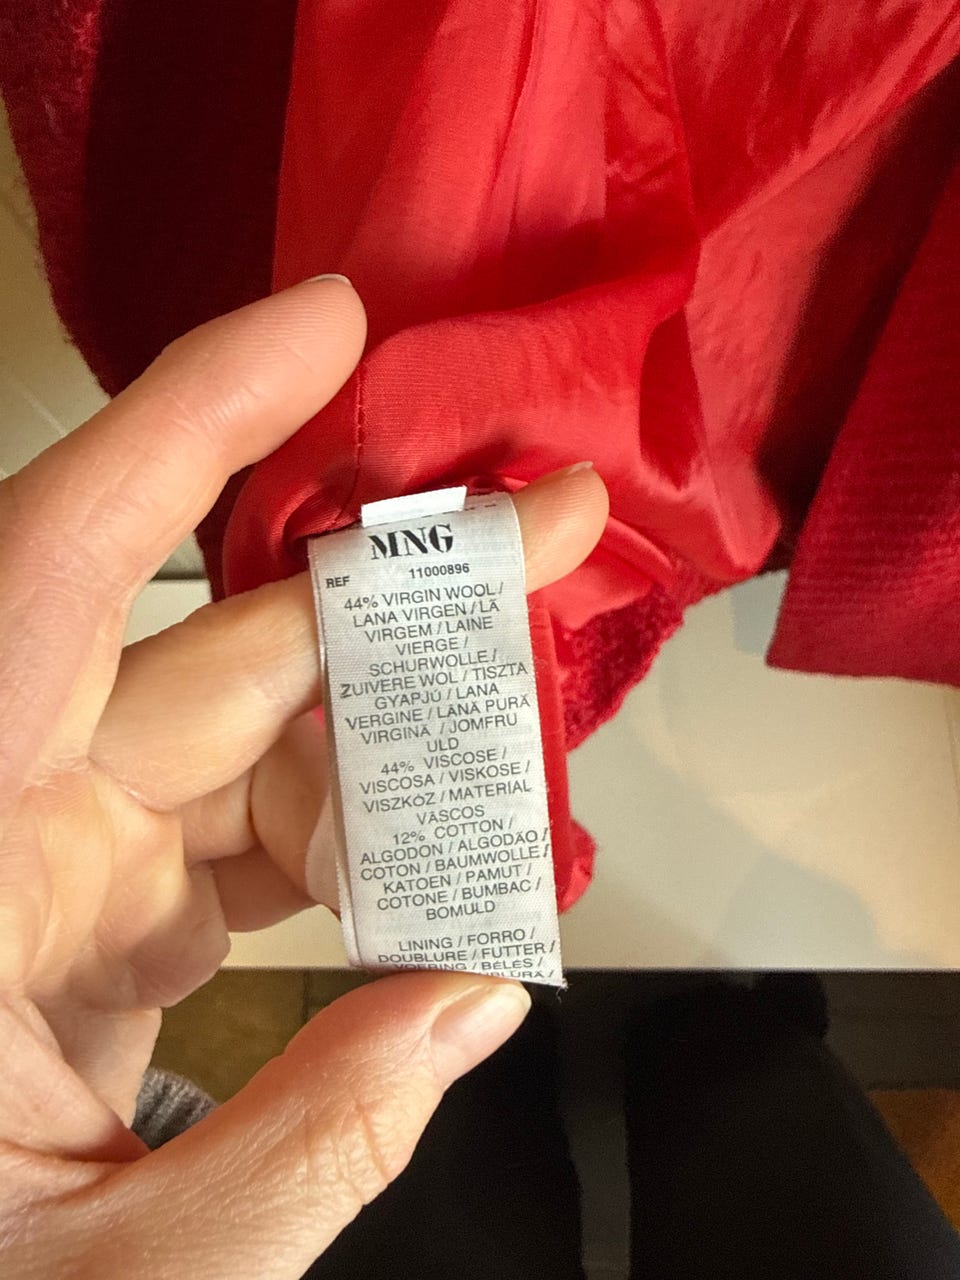 MNG
REF 11000896
44% VIRGIN WOOL /
LANA VIRGEN / LÃ
VIRGEM / LAINE
VIERGE /
SCHURWOLLE /
ZUIVERE WOL / TISZTA
GYAPJÚ / LANA
VERGINE / LÂNĂ PURĂ
VIRGINĂ / JOMFRU
ULD
44% VISCOSE /
VISCOSA / VISKOSE /
VISZKÓZ / MATERIAL
VÂSCOS
12% COTTON /
ALGODON / ALGODÃO /
COTON / BAUMWOLLE /
KATOEN / PAMUT /
COTONE / BUMBAC /
BOMULD
LINING / FORRO /
DOUBLURE / FUTTER /
VOERING / BÉLÉS /